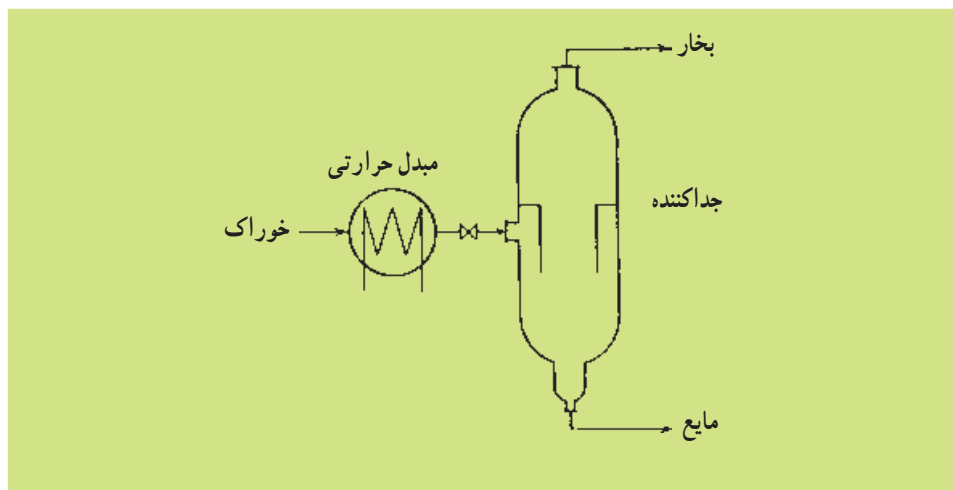 بخار
مبدل حرارتی
جداکننده
خوراک
مایع